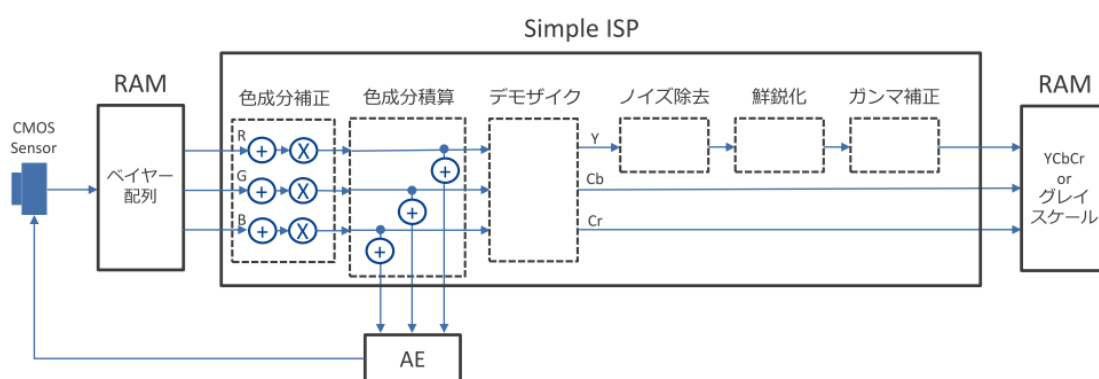 Simple ISP
RAM
色成分補正
色成分積算
デモザイク
ノイズ除去
鮮鋭化
ガンマ補正
RAM
CMOS
Sensor
ベイヤー
配列
R
+
X
G
+
X
B
+
X
+
+
+
Y
Cb
Cr
YCbCr
or
グレイ
スケール
AE